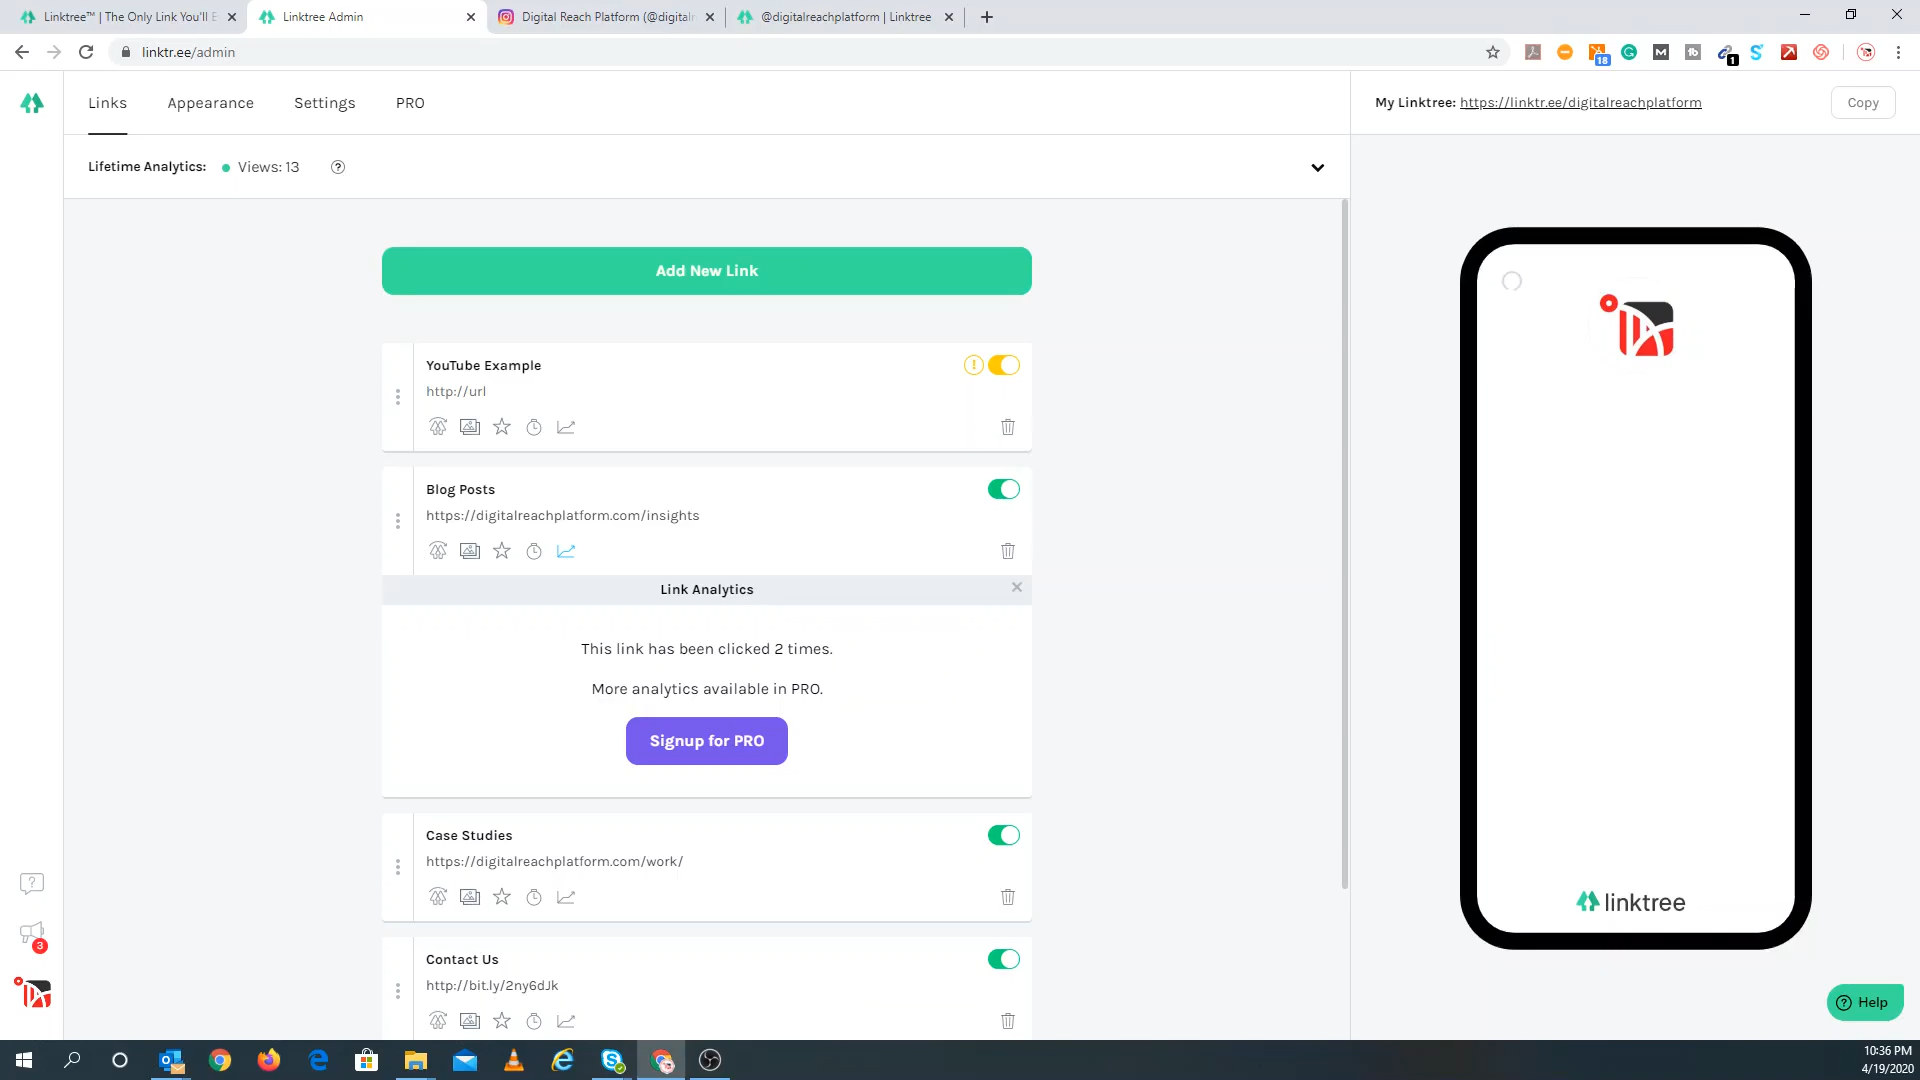 Linktree™ | The Only Link You'll E
Linktree Admin
Digital Reach Platform (@digital
@digitalreachplatform | Linktree
linktr.ee/admin
18
1
Links
Appearance
Settings
PRO
My Linktree: https://linktr.ee/digitalreachplatform
Copy
Lifetime Analytics:
Views: 13
Add New Link
YouTube Example
http://url
Blog Posts
https://digitalreachplatform.com/insights
Link Analytics
This link has been clicked 2 times.
More analytics available in PRO.
Signup for PRO
Case Studies
https://digitalreachplatform.com/work/
Contact Us
http://bit.ly/2ny6dJk
3
linktree
Help
10:36 PM
4/19/2020